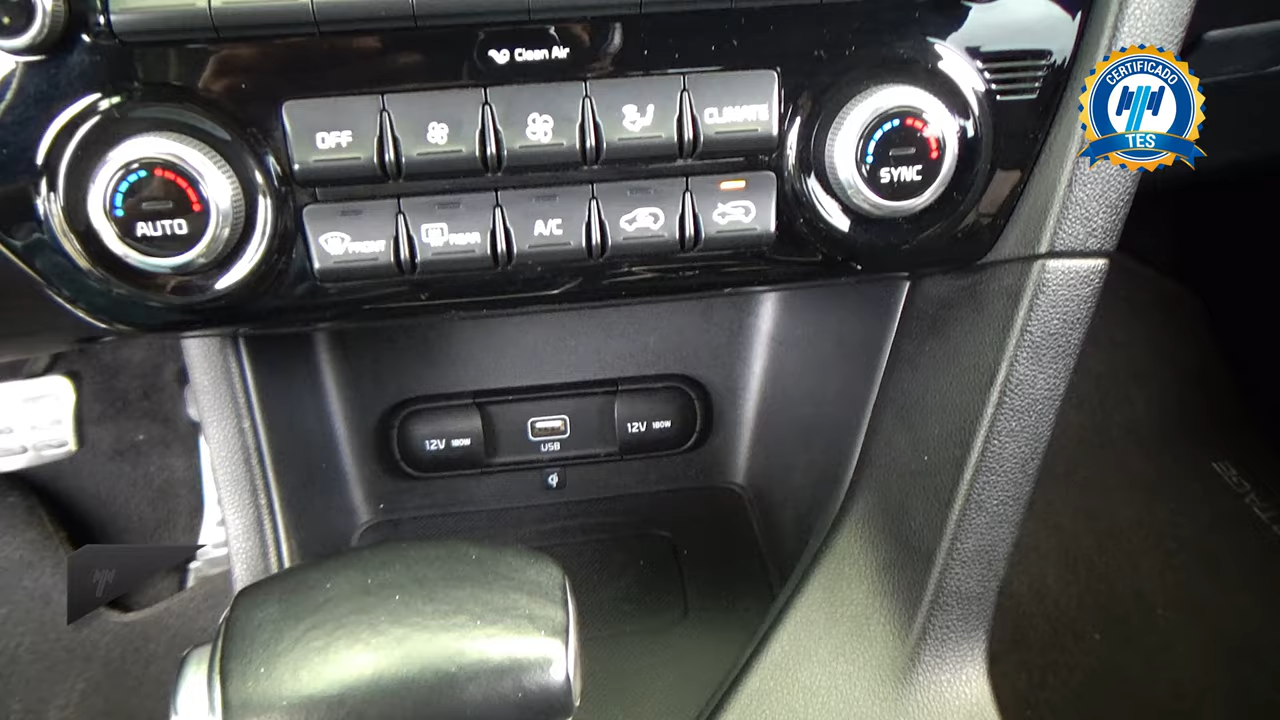 Clean Air
OFF
CLIMATE
AUTO
SYNC
FRONT
REAR
A/C
12V 180W
USB
12V 180W
CERTIFICADO
TES